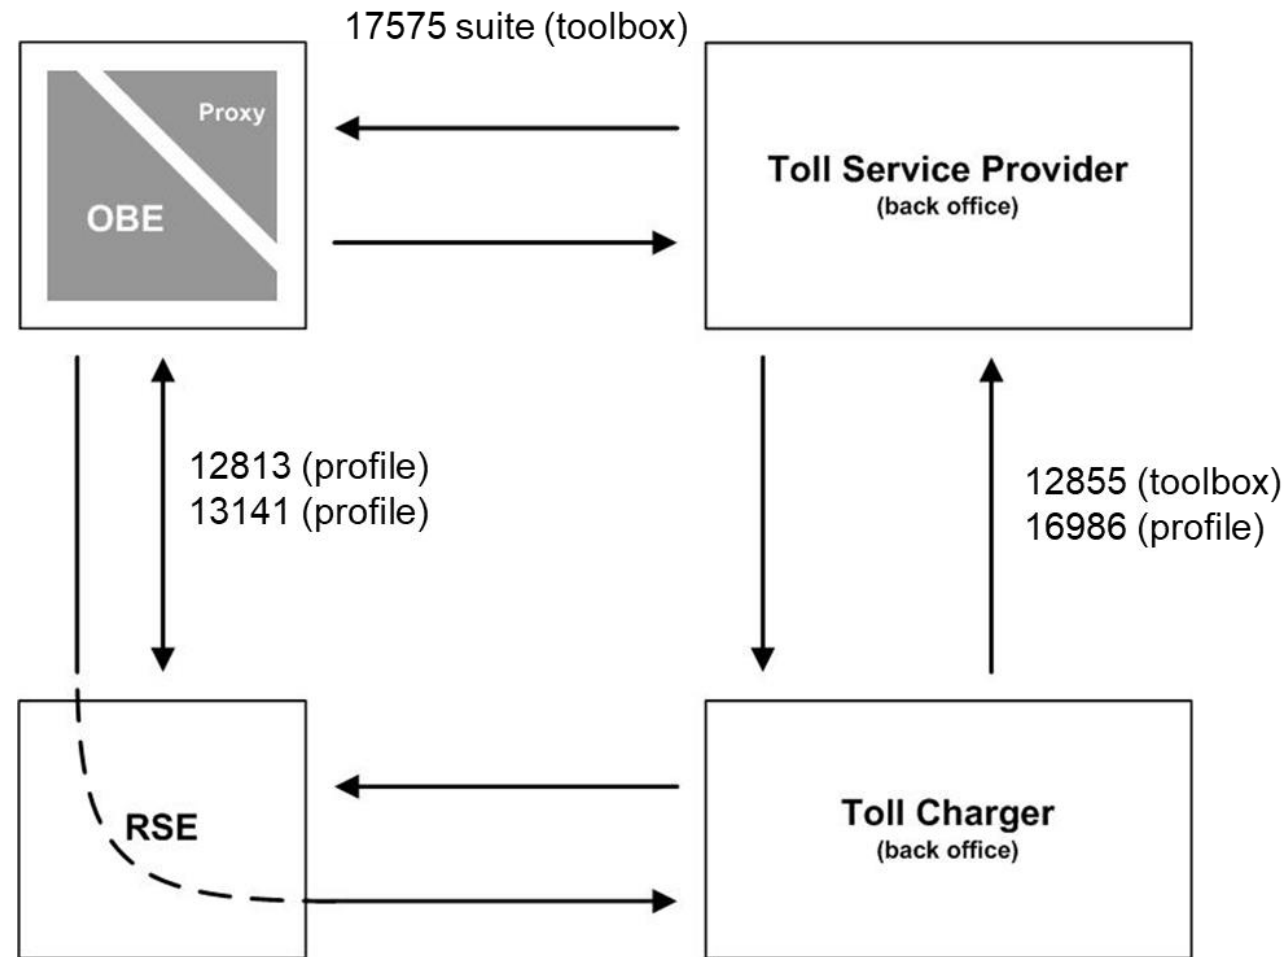 17575 suite (toolbox)
Proxy
OBE
Toll Service Provider
(back office)
12813 (profile)
13141 (profile)
12855 (toolbox)
16986 (profile)
RSE
Toll Charger
(back office)